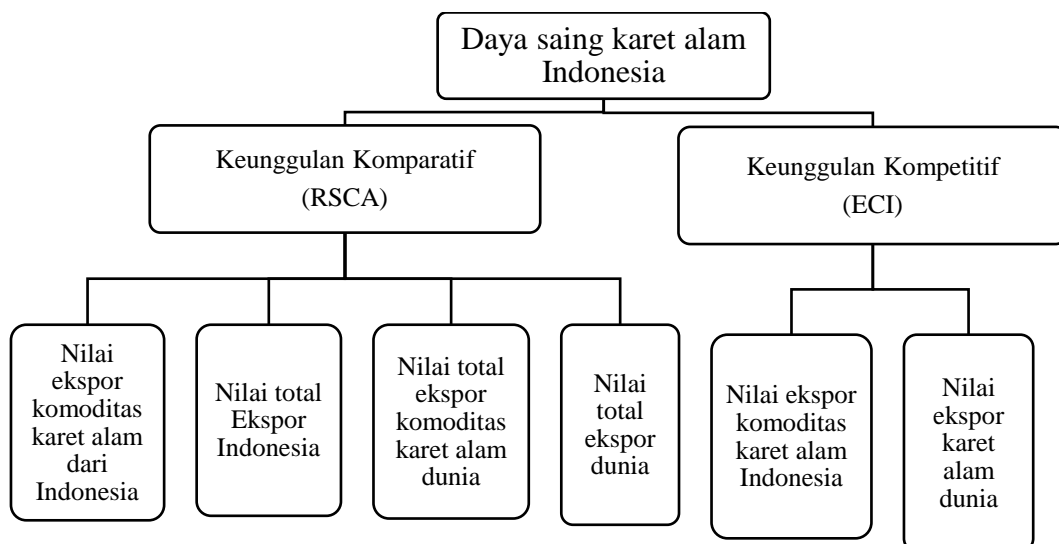 Daya saing karet alam
Indonesia
Keunggulan Komparatif
(RSCA)
Keunggulan Kompetitif
(ECI)
Nilai
ekspor
komoditas
karet alam
dari
Indonesia
Nilai total
Ekspor
Indonesia
Nilai total
ekspor
komoditas
karet alam
dunia
Nilai
total
ekspor
dunia
Nilai ekspor
komoditas
karet alam
Indonesia
Nilai
ekspor
karet
alam
dunia